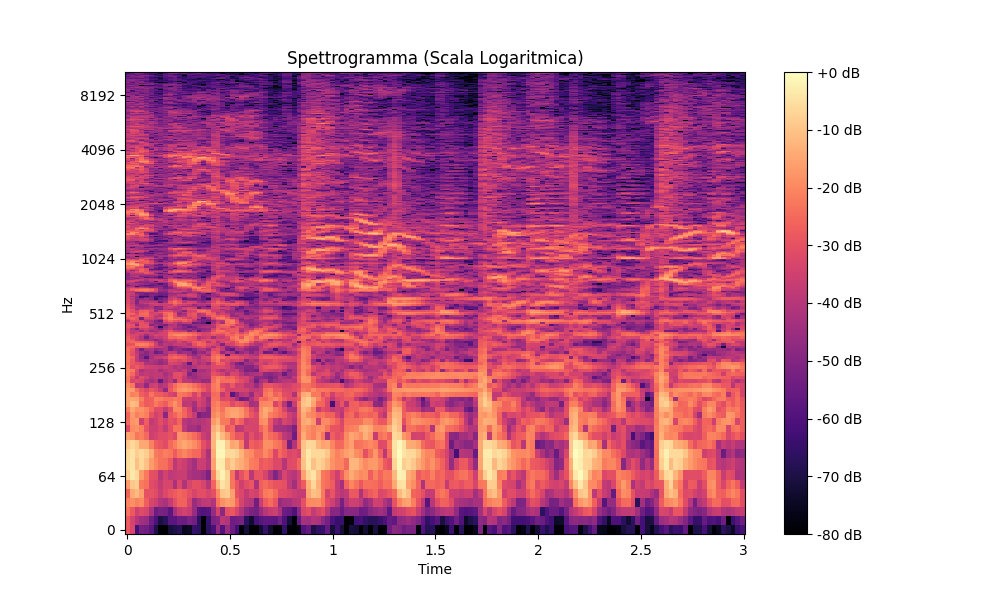 Spettrogramma (Scala Logaritmica)
Hz
8192
4096
2048
1024
512
256
128
64
0
0
0.5
1
1.5
2
2.5
3
Time
+0 dB
-10 dB
-20 dB
-30 dB
-40 dB
-50 dB
-60 dB
-70 dB
-80 dB